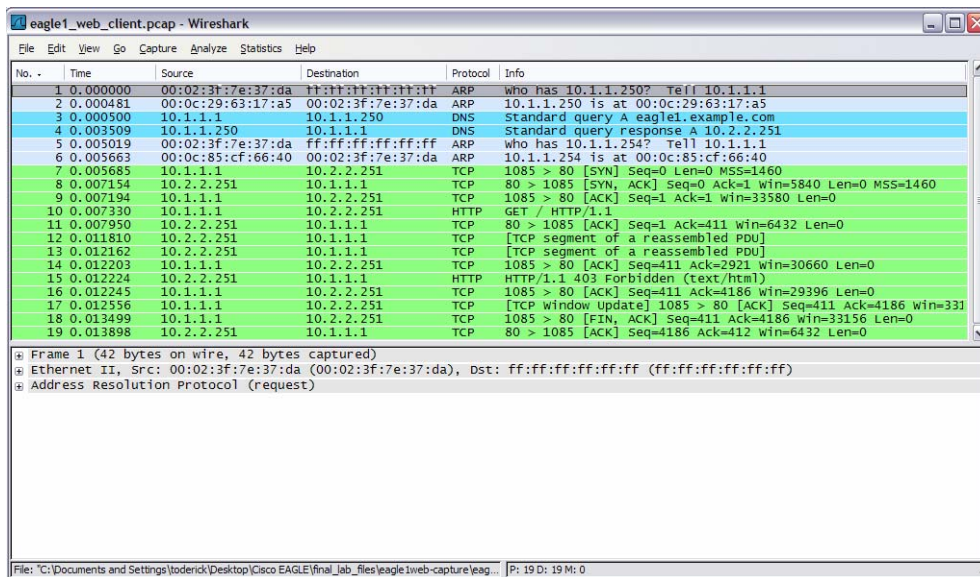 eagle1_web_client.pcap - Wireshark
File Edit View Go Capture Analyze Statistics Help
No. - Time Source Destination Protocol Info
1 0.000000 00:02:3f:7e:37:da ff:ff:ff:ff:ff:ff ARP Who has 10.1.1.250? Tell 10.1.1.1
2 0.000481 00:0c:29:63:17:a5 00:02:3f:7e:37:da ARP 10.1.1.250 is at 00:0c:29:63:17:a5
3 0.000500 10.1.1.1 10.1.1.250 DNS Standard query A eagle1.example.com
4 0.003509 10.1.1.250 10.1.1.1 DNS Standard query response A 10.2.2.251
5 0.005019 00:02:3f:7e:37:da ff:ff:ff:ff:ff:ff ARP Who has 10.1.1.254? Tell 10.1.1.1
6 0.005663 00:0c:85:cf:66:40 00:02:3f:7e:37:da ARP 10.1.1.254 is at 00:0c:85:cf:66:40
7 0.005685 10.1.1.1 10.2.2.251 TCP 1085 > 80 [SYN] Seq=0 Len=0 MSS=1460
8 0.007154 10.2.2.251 10.1.1.1 TCP 80 > 1085 [SYN, ACK] Seq=0 Ack=1 Win=5840 Len=0 MSS=1460
9 0.007194 10.1.1.1 10.2.2.251 TCP 1085 > 80 [ACK] Seq=1 Ack=1 Win=33580 Len=0
10 0.007330 10.1.1.1 10.2.2.251 HTTP GET / HTTP/1.1
11 0.007950 10.2.2.251 10.1.1.1 TCP 80 > 1085 [ACK] Seq=1 Ack=411 Win=6432 Len=0
12 0.011810 10.2.2.251 10.1.1.1 TCP [TCP segment of a reassembled PDU]
13 0.012162 10.2.2.251 10.1.1.1 TCP [TCP segment of a reassembled PDU]
14 0.012203 10.1.1.1 10.2.2.251 TCP 1085 > 80 [ACK] Seq=411 Ack=2921 Win=30660 Len=0
15 0.012224 10.2.2.251 10.1.1.1 HTTP HTTP/1.1 403 Forbidden (text/html)
16 0.012245 10.1.1.1 10.2.2.251 TCP 1085 > 80 [ACK] Seq=411 Ack=4186 Win=29396 Len=0
17 0.012556 10.1.1.1 10.2.2.251 TCP [TCP Window Update] 1085 > 80 [ACK] Seq=411 Ack=4186 Win=331
18 0.013499 10.1.1.1 10.2.2.251 TCP 1085 > 80 [FIN, ACK] Seq=411 Ack=4186 Win=33156 Len=0
19 0.013898 10.2.2.251 10.1.1.1 TCP 80 > 1085 [ACK] Seq=4186 Ack=412 Win=6432 Len=0
Frame 1 (42 bytes on wire, 42 bytes captured)
Ethernet II, Src: 00:02:3f:7e:37:da (00:02:3f:7e:37:da), Dst: ff:ff:ff:ff:ff:ff (ff:ff:ff:ff:ff:ff)
Address Resolution Protocol (request)
File: "C:\Documents and Settings\toderick\Desktop\Cisco EAGLE\final_lab_files\eagle1web-capture\eag... P: 19 D: 19 M: 0